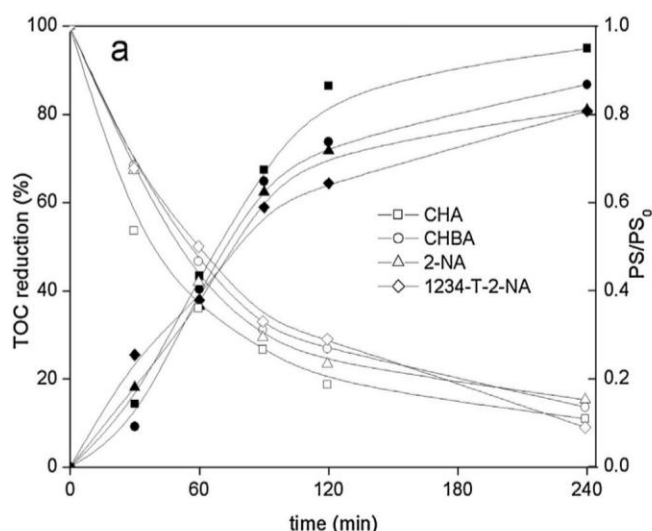 a
100
80
60
40
20
0
TOC reduction (%)
1.0
0.8
0.6
0.4
0.2
0.0
PS/PS₀
CHA
CHBA
2-NA
1234-T-2-NA
0 60 120 180 240
time (min)